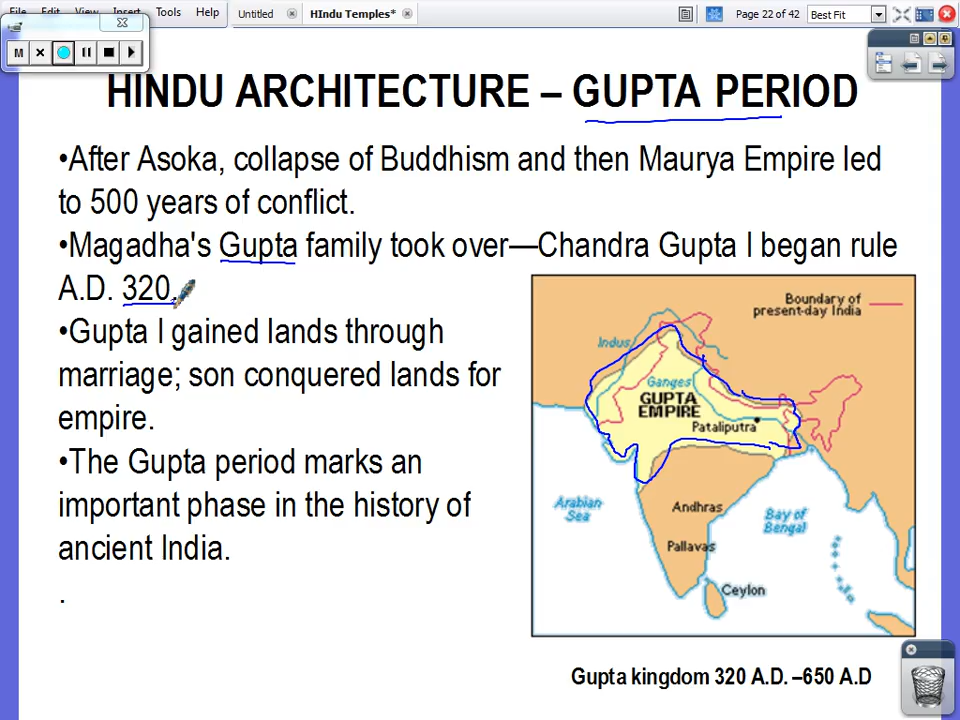 File Edit View Insert Tools Help
Untitled
HIndu Temples*
Page 22 of 42
Best Fit
M
HINDU ARCHITECTURE – GUPTA PERIOD
•After Asoka, collapse of Buddhism and then Maurya Empire led
to 500 years of conflict.
•Magadha's Gupta family took over—Chandra Gupta I began rule
A.D. 320.
•Gupta I gained lands through
marriage; son conquered lands for
empire.
•The Gupta period marks an
important phase in the history of
ancient India.
.
Boundary of
present-day India
Indus
Ganges
GUPTA
EMPIRE
Pataliputra
Arabian
Sea
Andhras
Bay of
Bengal
Pallavas
Ceylon
Gupta kingdom 320 A.D. –650 A.D